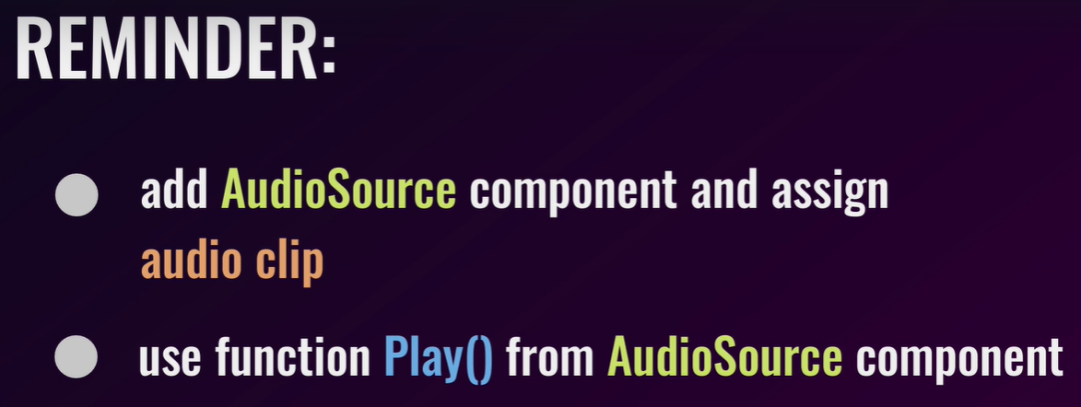 REMINDER:
add AudioSource component and assign
audio clip
use function Play() from AudioSource component